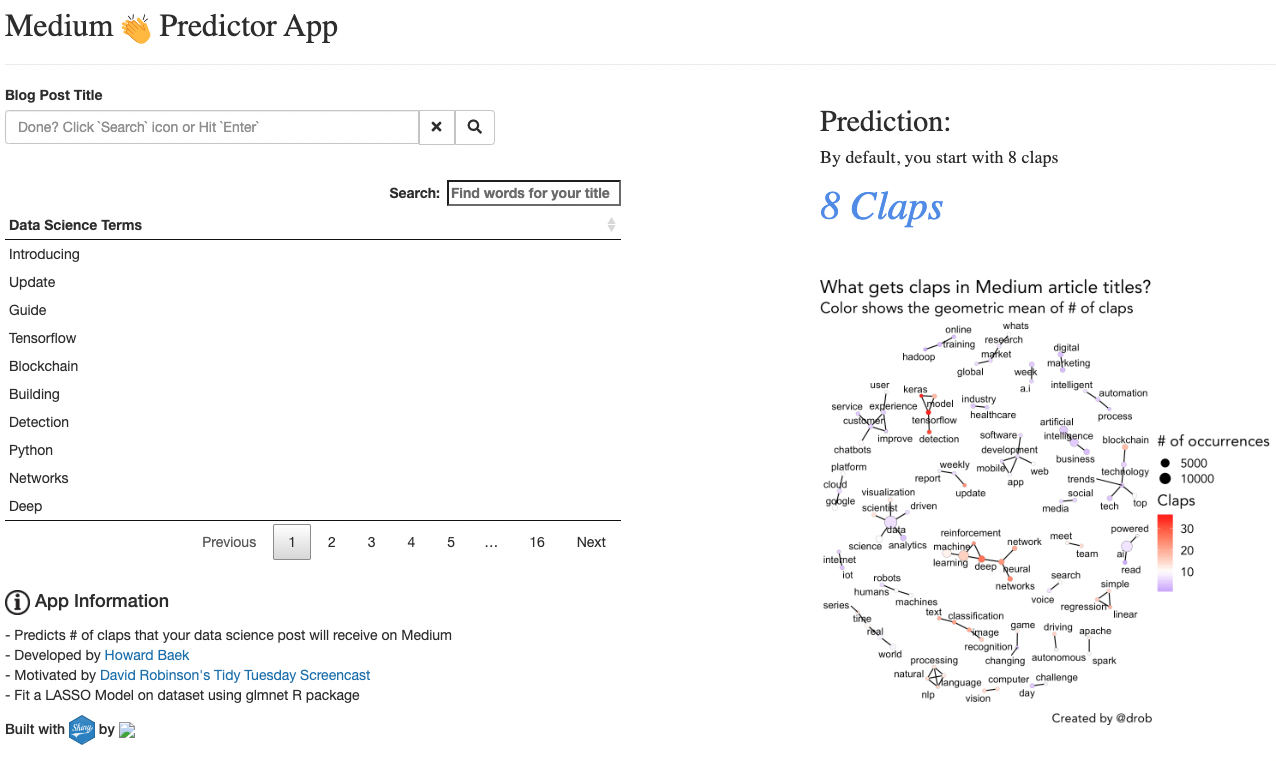 Medium 👏 Predictor App
Blog Post Title
Done? Click `Search` icon or Hit `Enter`
Search: Find words for your title
Data Science Terms
Introducing
Update
Guide
Tensorflow
Blockchain
Building
Detection
Python
Networks
Deep
Previous 1 2 3 4 5 … 16 Next
App Information
- Predicts # of claps that your data science post will receive on Medium
- Developed by Howard Baek
- Motivated by David Robinson's Tidy Tuesday Screencast
- Fit a LASSO Model on dataset using glmnet R package
Built with Shiny by
Prediction:
By default, you start with 8 claps
8 Claps
What gets claps in Medium article titles?
Color shows the geometric mean of # of claps
whats
online
research
training
digital
hadoop
market
marketing
global
week
user
keras
a.i
intelligent
automation
service
experience
model
industry
process
customer
tensorflow
healthcare
artificial
improve
detection
software
intelligence
blockchain
chatbots
development
business
platform
weekly
mobile
web
technology
cloud
report
app
trends
google
visualization
update
social
scientist
driven
media
tech
top
data
reinforcement
powered
science
analytics
machine
network
meet
ai
internet
learning
deep
neural
team
read
iot
robots
networks
search
simple
humans
voice
regression
series
machines
linear
time
text
classification
game
driving
apache
real
image
world
recognition
changing
autonomous
spark
processing
natural
language
computer
challenge
nlp
vision
day
# of occurrences
5000
10000
Claps
30
20
10
Created by @drob